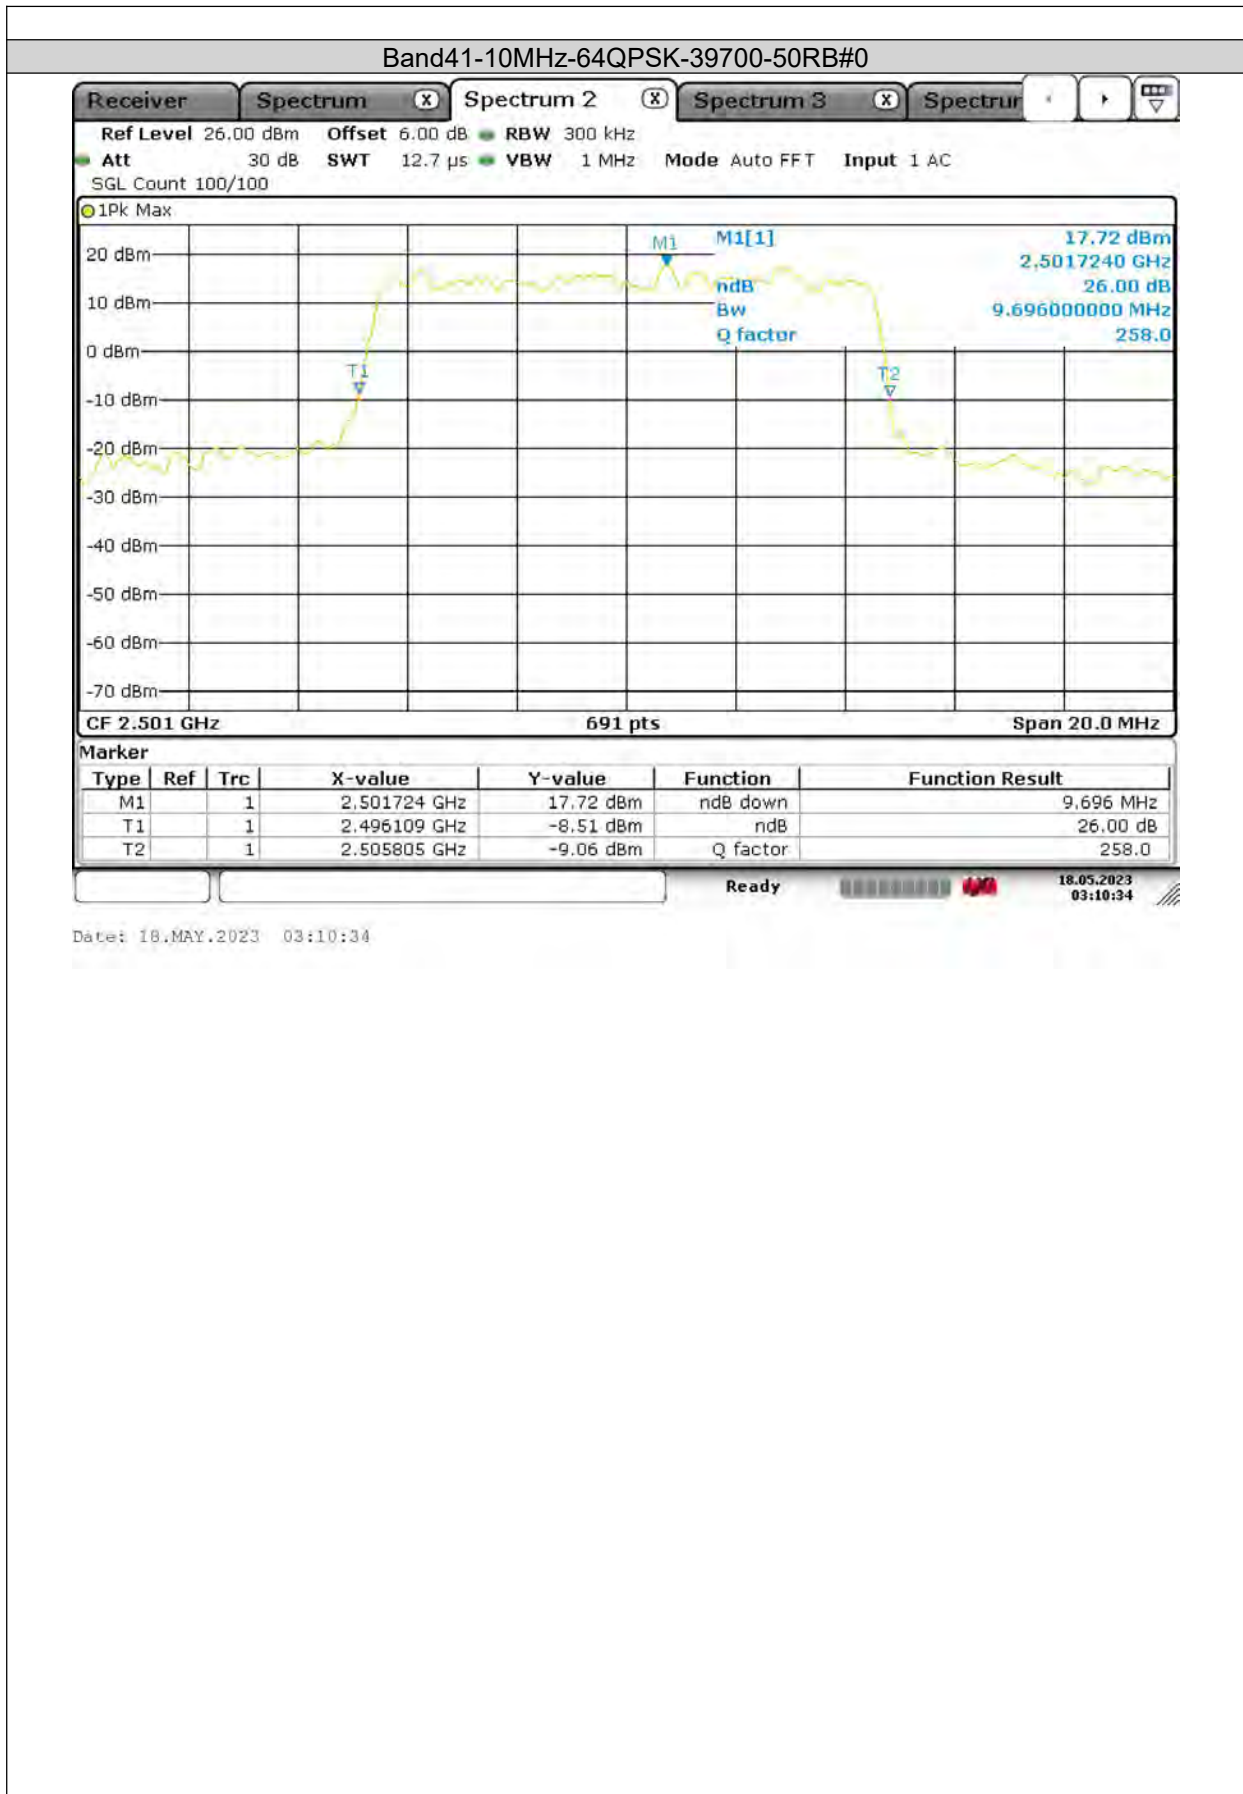 Band41-10MHz-64QPSK-39700-50RB#0
Receiver Spectrum X Spectrum 2 X Spectrum 3 X Spectrur
Ref Level 26.00 dBm Offset 6.00 dB RBW 300 kHz
Att 30 dB SWT 12.7 µs VBW 1 MHz Mode Auto FFT Input 1 AC
SGL Count 100/100
1Pk Max
M1 M1[1] 17.72 dBm
20 dBm
2.5017240 GHz
ndB 26.00 dB
10 dBm
Bw 9.696000000 MHz
Q factor 258.0
0 dBm
T1 T2
-10 dBm
-20 dBm
-30 dBm
-40 dBm
-50 dBm
-60 dBm
-70 dBm
CF 2.501 GHz 691 pts Span 20.0 MHz
Marker
Type Ref Trc X-value Y-value Function Function Result
M1 1 2.501724 GHz 17.72 dBm ndB down 9.696 MHz
T1 1 2.496109 GHz -8.51 dBm ndB 26.00 dB
T2 1 2.505805 GHz -9.06 dBm Q factor 258.0
Ready 18.05.2023
03:10:34
Date: 18.MAY.2023 03:10:34